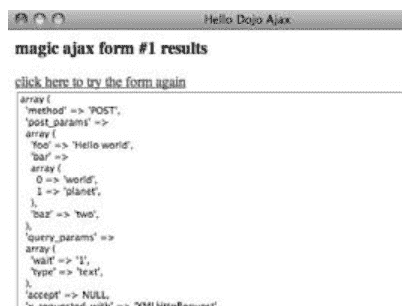 Hello Dojo Ajax
magic ajax form #1 results
click here to try the form again
array (
'method' => 'POST',
'post_params' =>
array (
'foo' => 'Hello world',
'bar' =>
array (
0 => 'world',
1 => 'planet',
),
'baz' => 'two',
),
'query_params' =>
array (
'wait' => '1',
'type' => 'text',
),
'accept' => NULL,
'x_requested_with' => 'XMLHttpRequest'